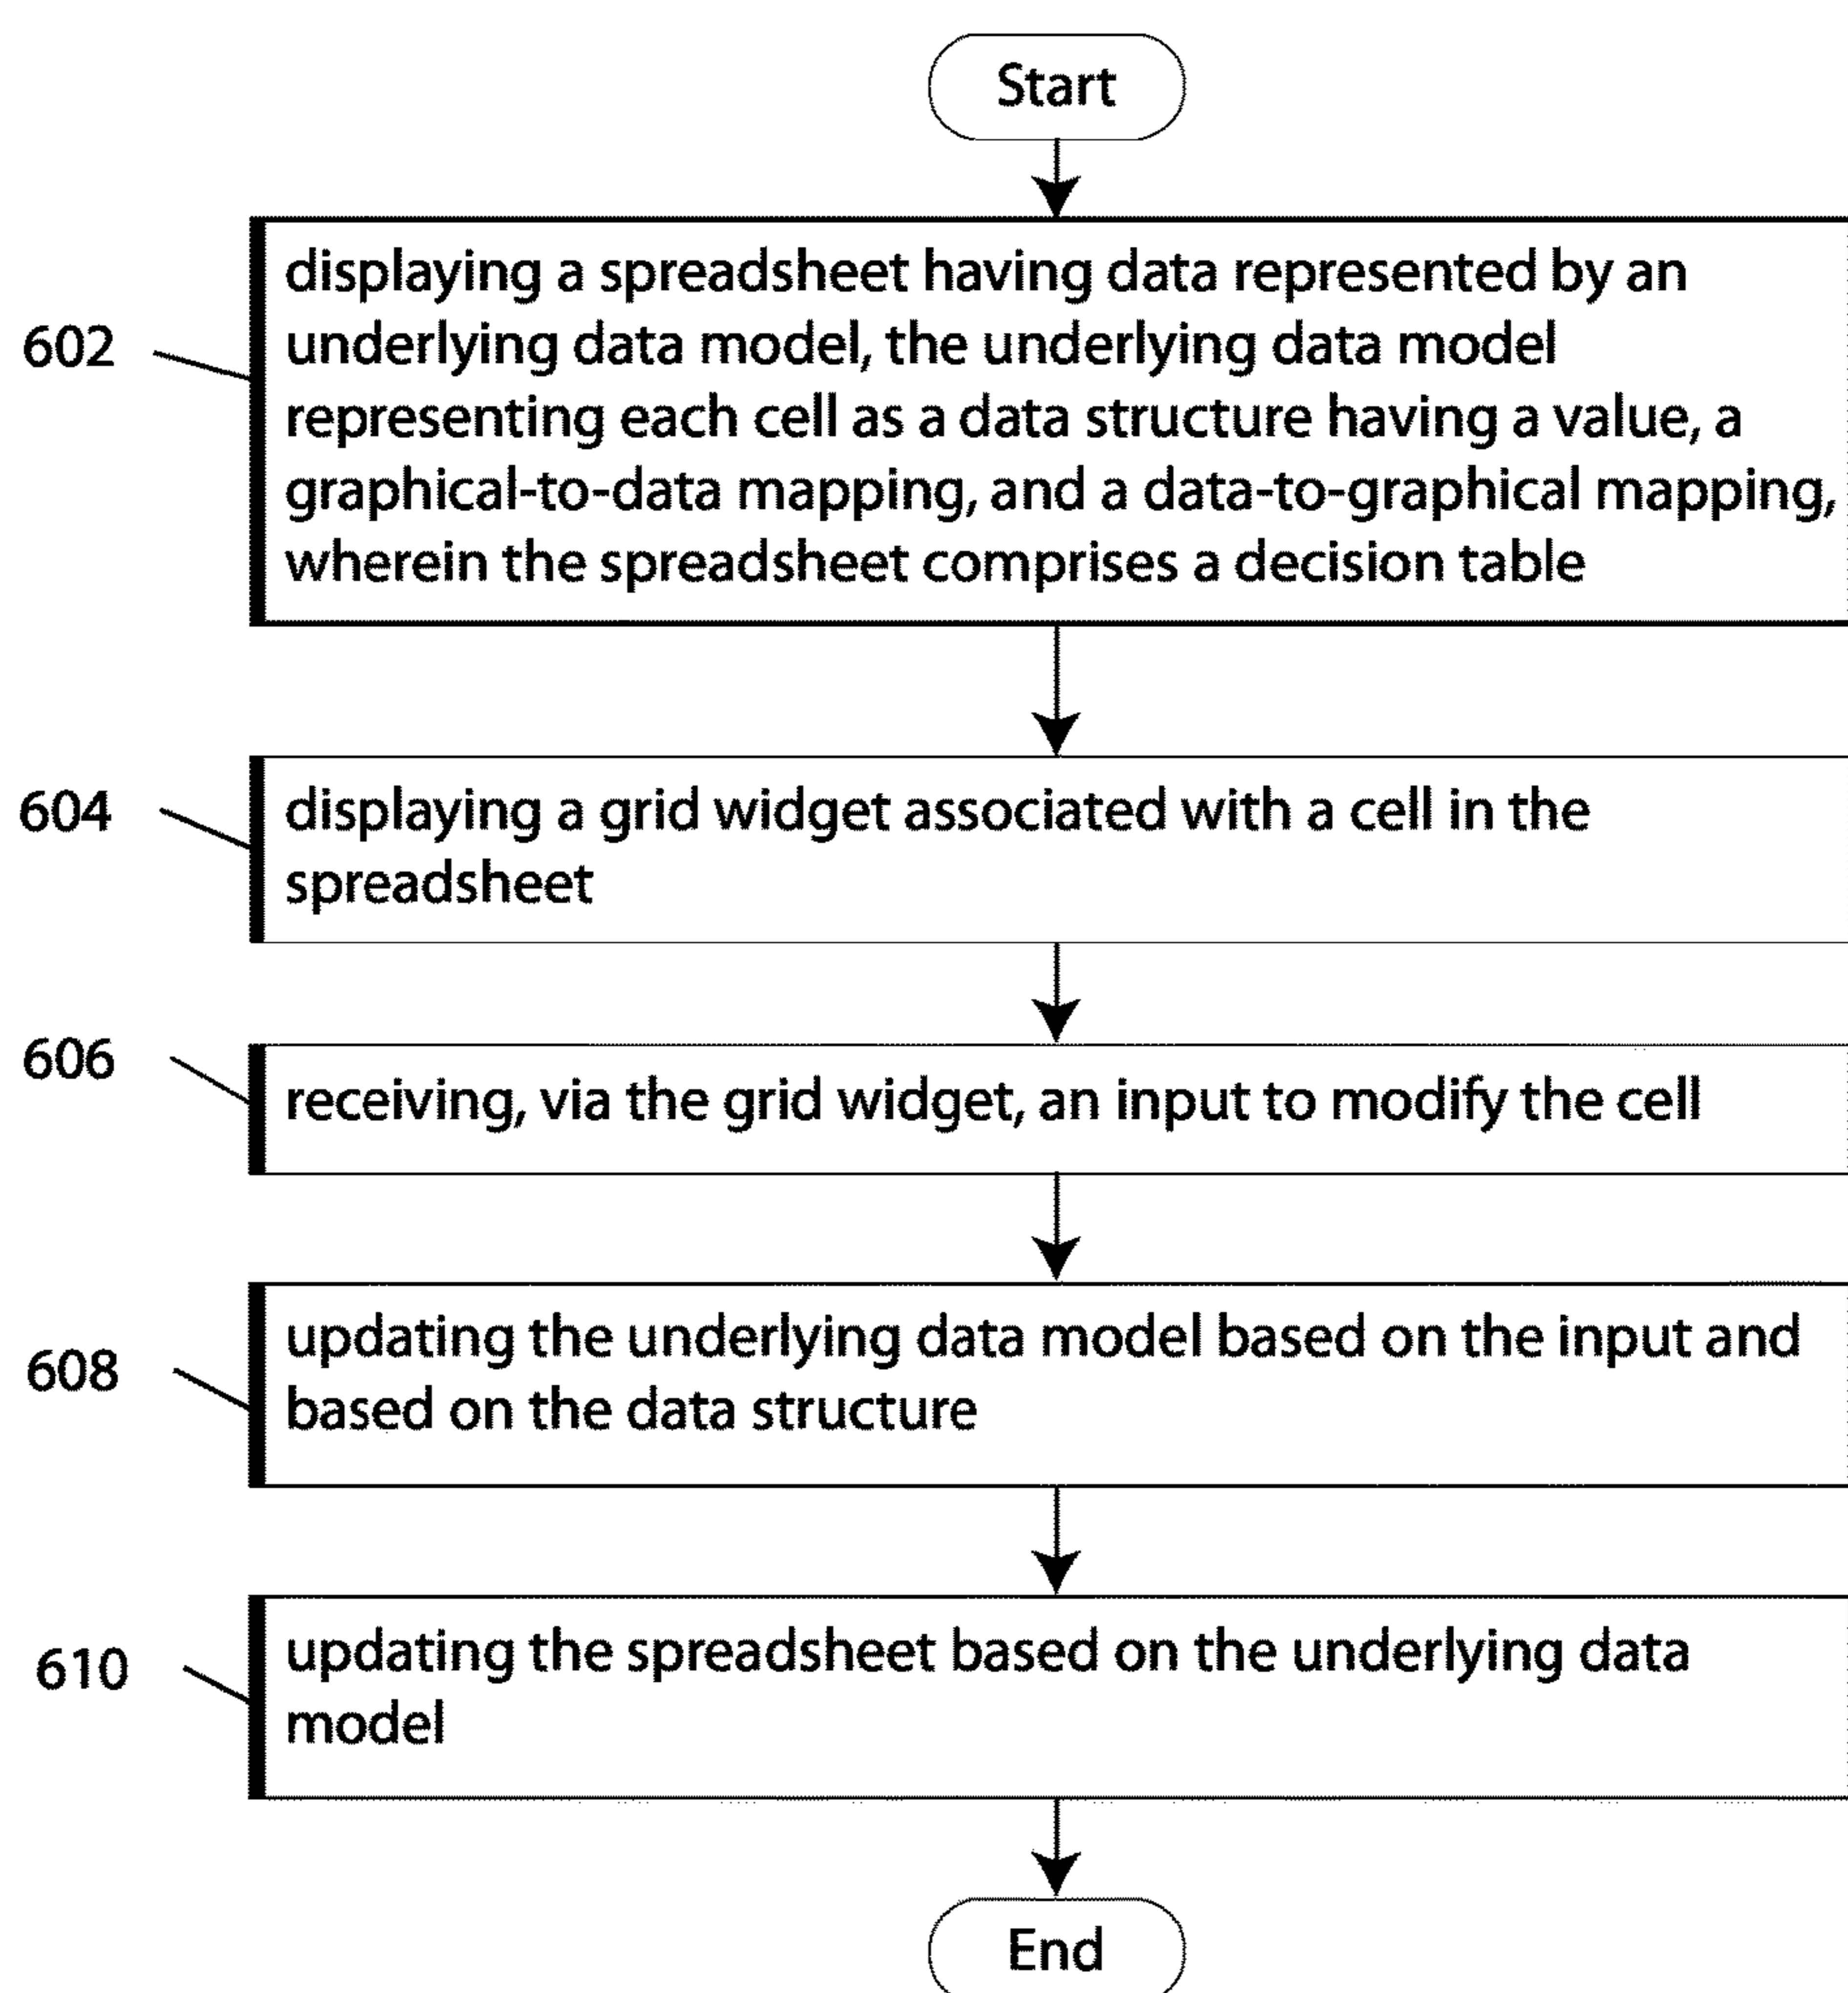 Start
displaying a spreadsheet having data represented by an
underlying data model, the underlying data model
602
representing each cell as a data structure having a value, a
graphical-to-data mapping, and a data-to-graphical mapping,
wherein the spreadsheet comprises a decision table
604
displaying a grid widget associated with a cell in the
spreadsheet
606
receiving, via the grid widget, an input to modify the cell
608
updating the underlying data model based on the input and
based on the data structure
610
updating the spreadsheet based on the underlying data
model
End